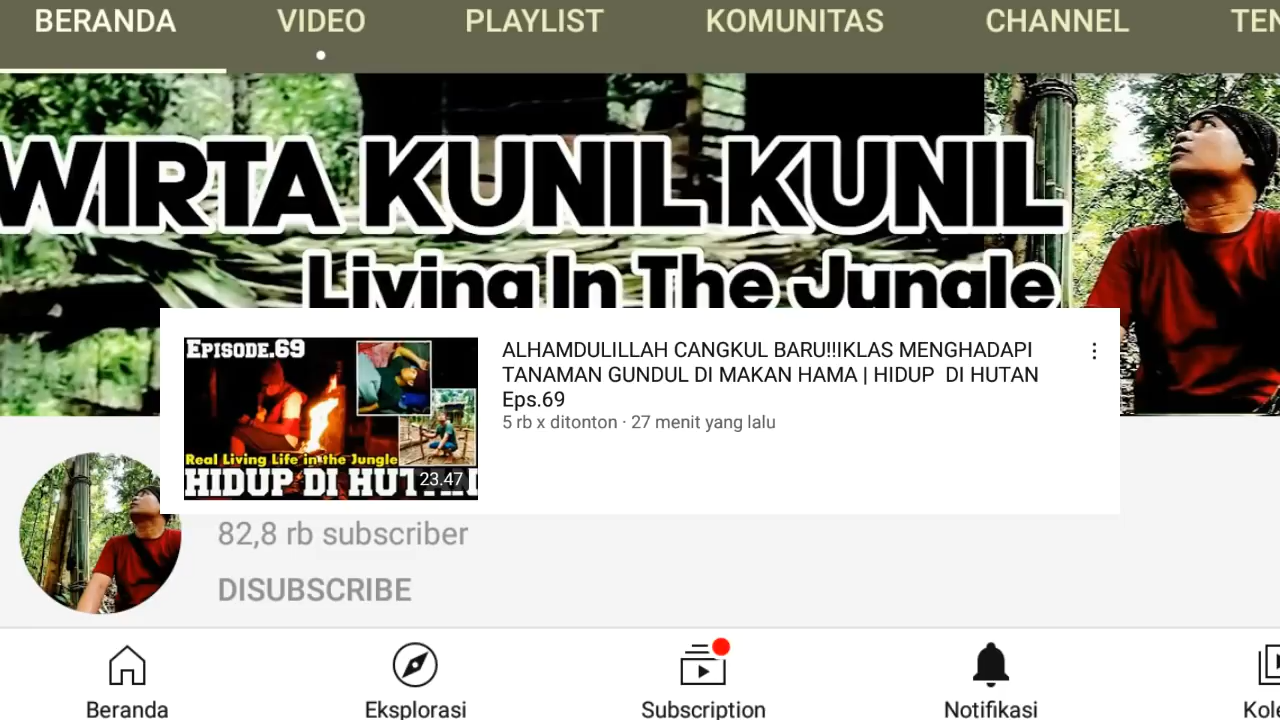 BERANDA VIDEO PLAYLIST KOMUNITAS CHANNEL
WIRTA KUNIL KUNIL
Living In The Jungle
EPISODE.69
Real Living Life in the Jungle
HIDUP DI HUTAN
23.47
ALHAMDULILLAH CANGKUL BARU!!IKLAS MENGHADAPI
TANAMAN GUNDUL DI MAKAN HAMA | HIDUP DI HUTAN
Eps.69
5 rb x ditonton · 27 menit yang lalu
82,8 rb subscriber
DISUBSCRIBE
Beranda Eksplorasi Subscription Notifikasi